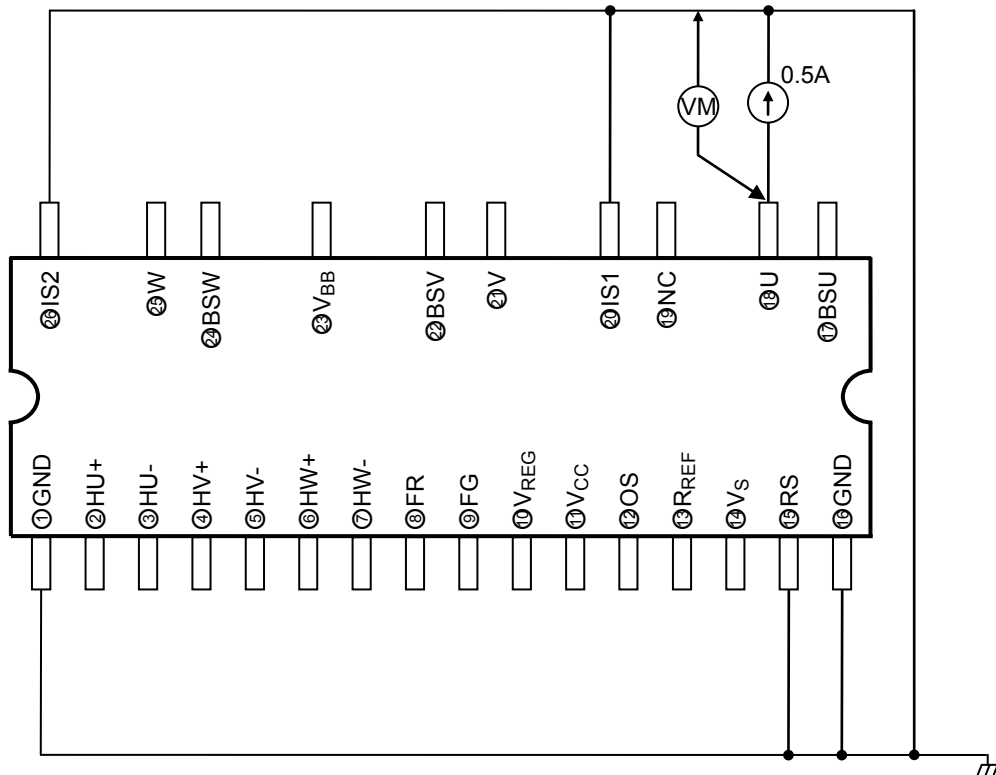 0.5A
VM
㉖IS2
㉕W
㉔BSW
㉓VBB
㉒BSV
㉑V
⑳IS1
⑲NC
⑱U
⑰BSU
①GND
②HU+
③HU-
④HV+
⑤HV-
⑥HW+
⑦HW-
⑧FR
⑨FG
⑩VREG
⑪VCC
⑫OS
⑬RREF
⑭VS
⑮RS
⑯GND